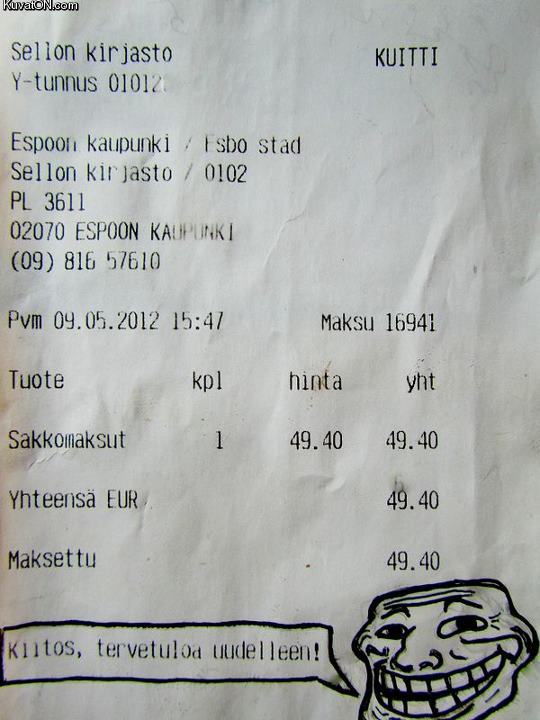 KuvatON.com
Sellon kirjasto KUITTI
Y-tunnus 01012
Espoon kaupunki / Esbo stad
Sellon kirjasto / 0102
PL 3611
02070 ESPOON KAUPUNKI
(09) 816 57610
Pvm 09.05.2012 15:47 Maksu 16941
Tuote kpl hinta yht
Sakkomaksut 1 49.40 49.40
Yhteensä EUR 49.40
Maksettu 49.40
Kiitos, tervetuloa uudelleen!